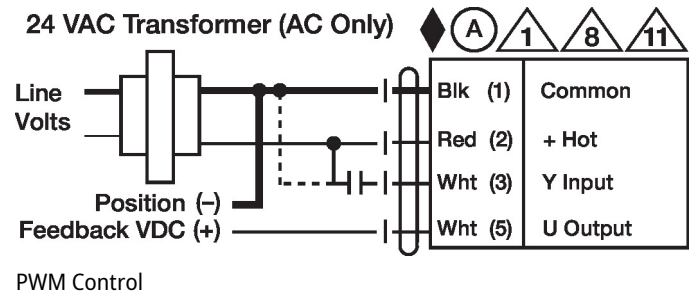 24 VAC Transformer (AC Only)
A
1
8
11
Line
Volts
Blk (1) Common
Red (2) + Hot
Wht (3) Y Input
Position (–)
Feedback VDC (+)
Wht (5) U Output
PWM Control